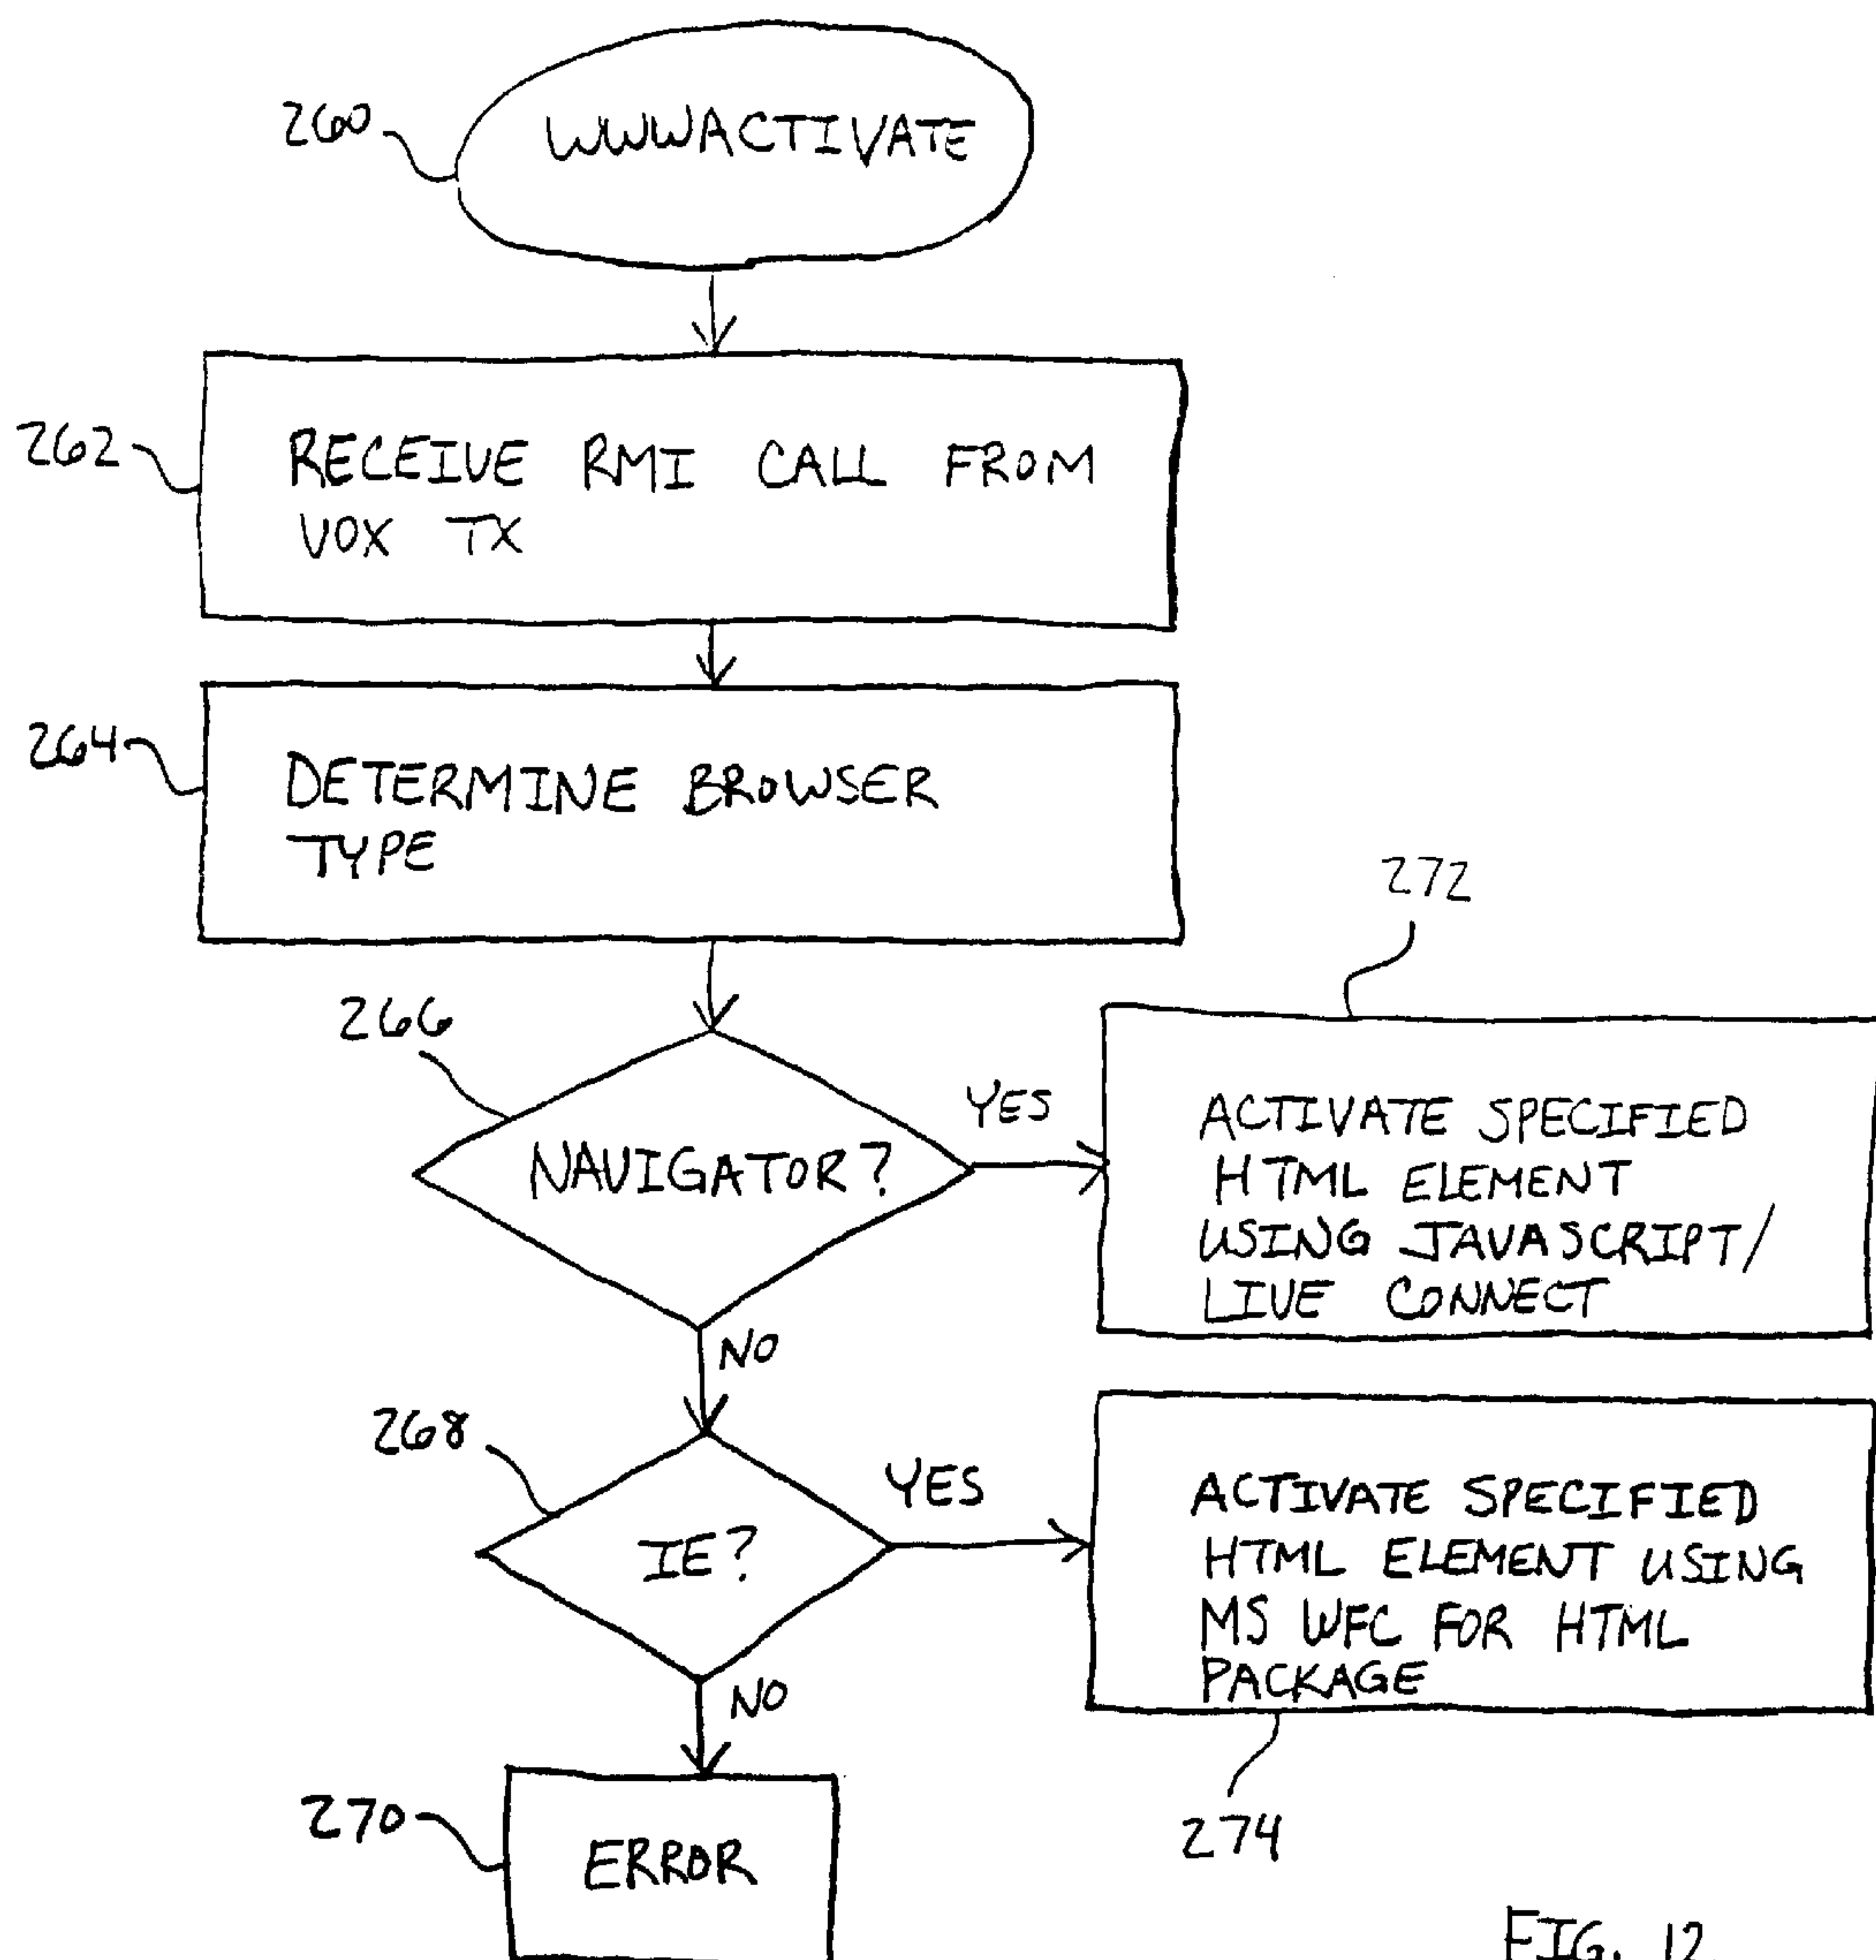 260
WWWACTIVATE
262
RECEIVE RMI CALL FROM
VOX TX
264
DETERMINE BROWSER
TYPE
272
266
NAVIGATOR?
YES
ACTIVATE SPECIFIED
HTML ELEMENT
USING JAVASCRIPT/
LIVE CONNECT
NO
268
IE?
YES
ACTIVATE SPECIFIED
HTML ELEMENT USING
MS WFC FOR HTML
PACKAGE
NO
274
270
ERROR
FIG. 12